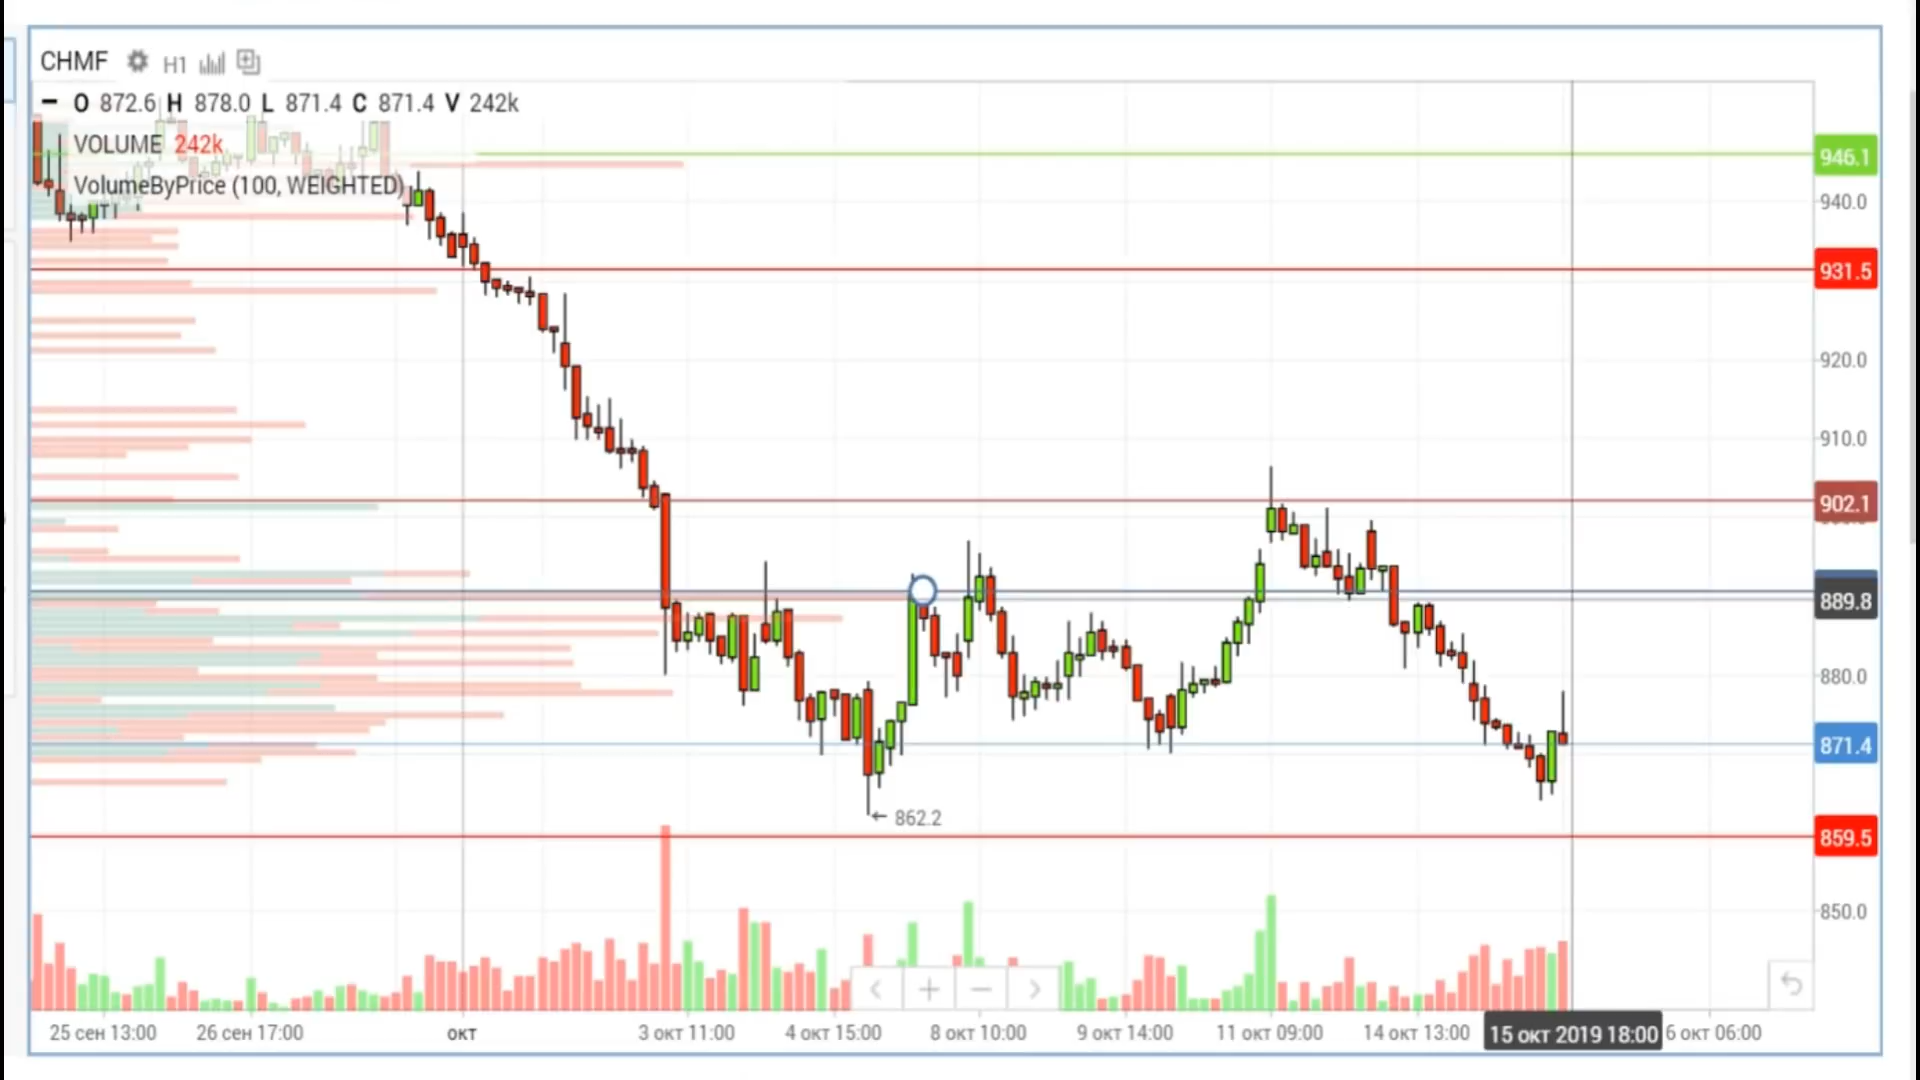 CHMF H1
O 872.6 H 878.0 L 871.4 C 871.4 V 242k
VOLUME 242k
VolumeByPrice (100, WEIGHTED)
946.1
940.0
931.5
920.0
910.0
902.1
889.8
880.0
871.4
← 862.2
859.5
850.0
25 сен 13:00 26 сен 17:00 окт 3 окт 11:00 4 окт 15:00 8 окт 10:00 9 окт 14:00 11 окт 09:00 14 окт 13:00 15 окт 2019 18:00 6 окт 06:00